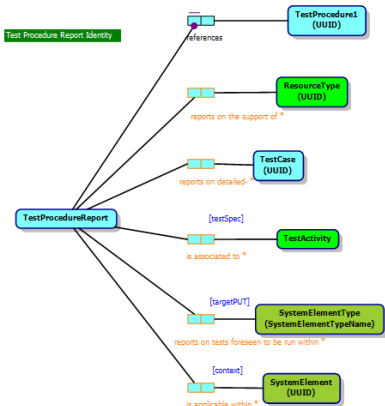 TestProcedure1
(UUID)
Test Procedure Report Identity
references
ResourceType
(UUID)
reports on the support of *
TestCase
(UUID)
reports on detailed- *
[testSpec]
TestProcedureReport
TestActivity
is associated to *
[targetPUT]
SystemElementType
(SystemElementTypeName)
reports on tests foreseen to be run within *
[context]
SystemElement
(UUID)
is applicable within *